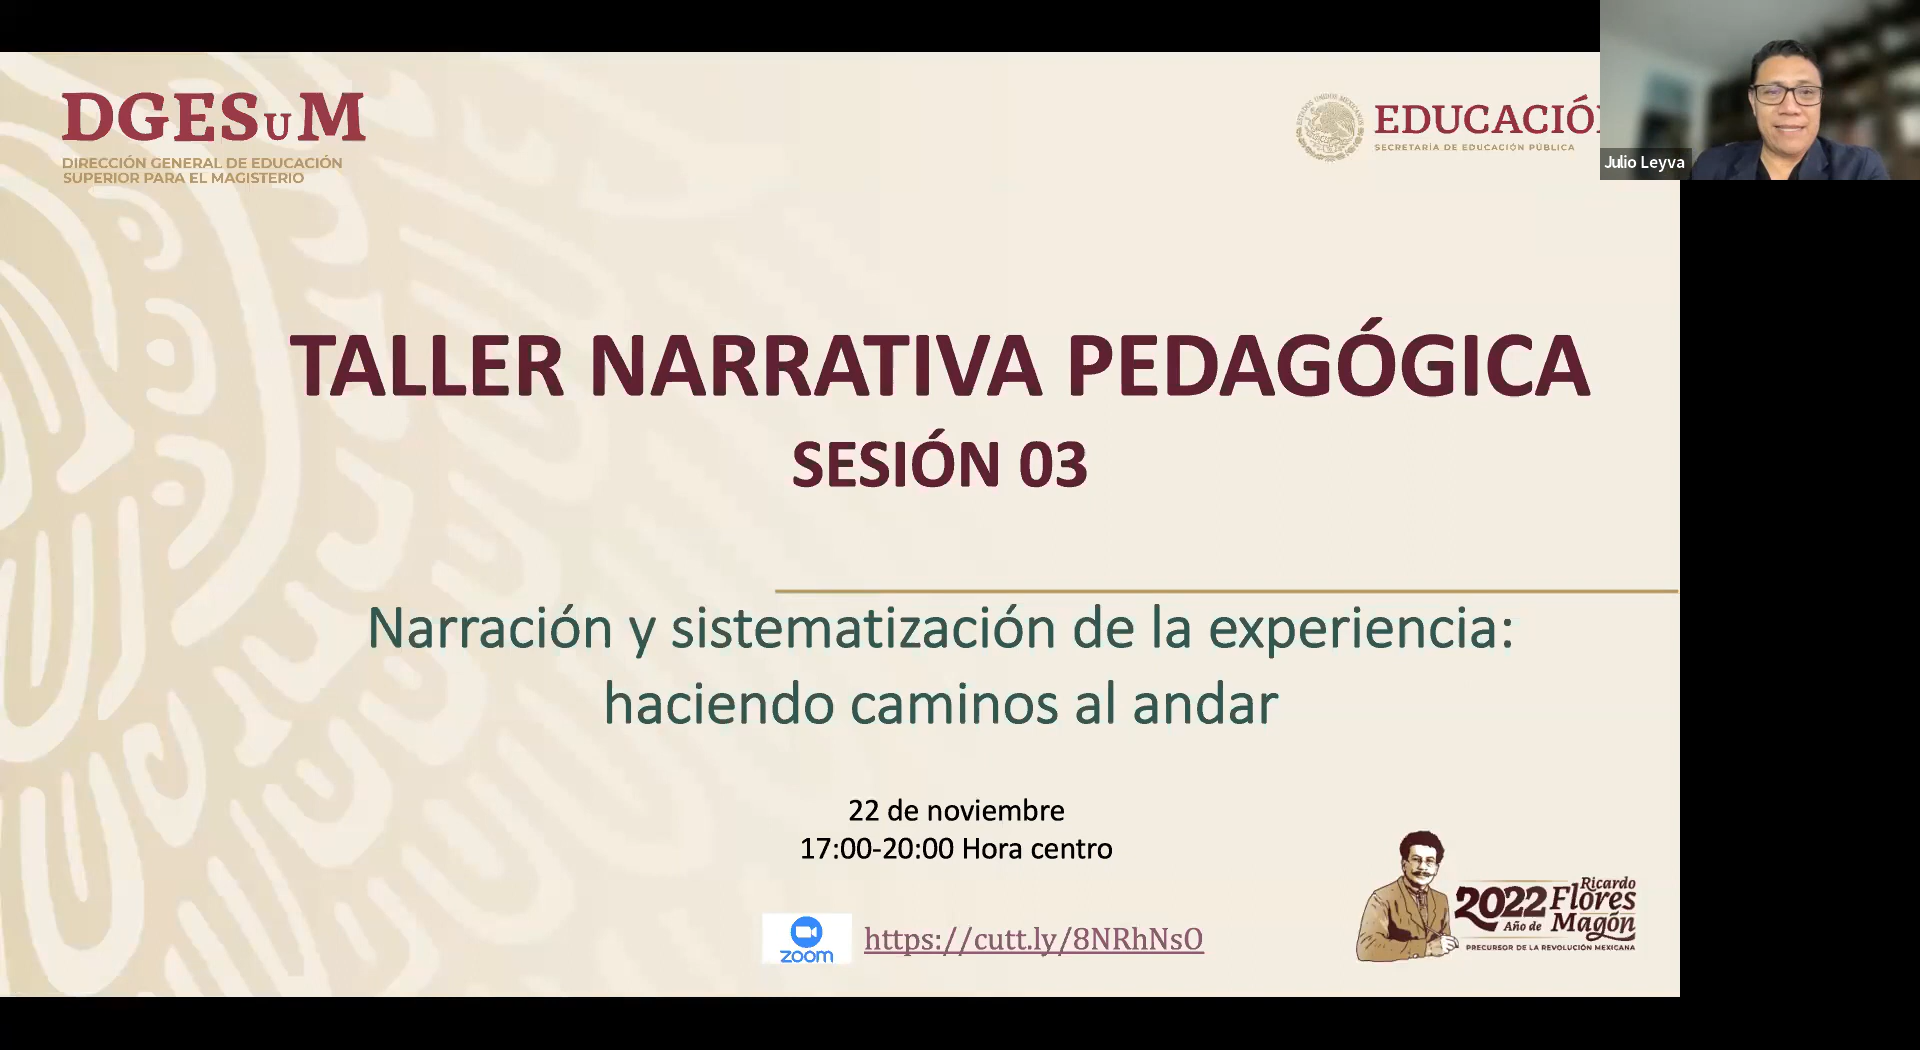 DGESuM
DIRECCIÓN GENERAL DE EDUCACIÓN
SUPERIOR PARA EL MAGISTERIO
EDUCACIÓ
SECRETARÍA DE EDUCACIÓN PÚBLICA
Julio Leyva
TALLER NARRATIVA PEDAGÓGICA
SESIÓN 03
Narración y sistematización de la experiencia:
haciendo caminos al andar
22 de noviembre
17:00-20:00 Hora centro
zoom
https://cutt.ly/8NRhNsO
2022 Ricardo
Flores
Año de Magón
PRECURSOR DE LA REVOLUCIÓN MEXICANA